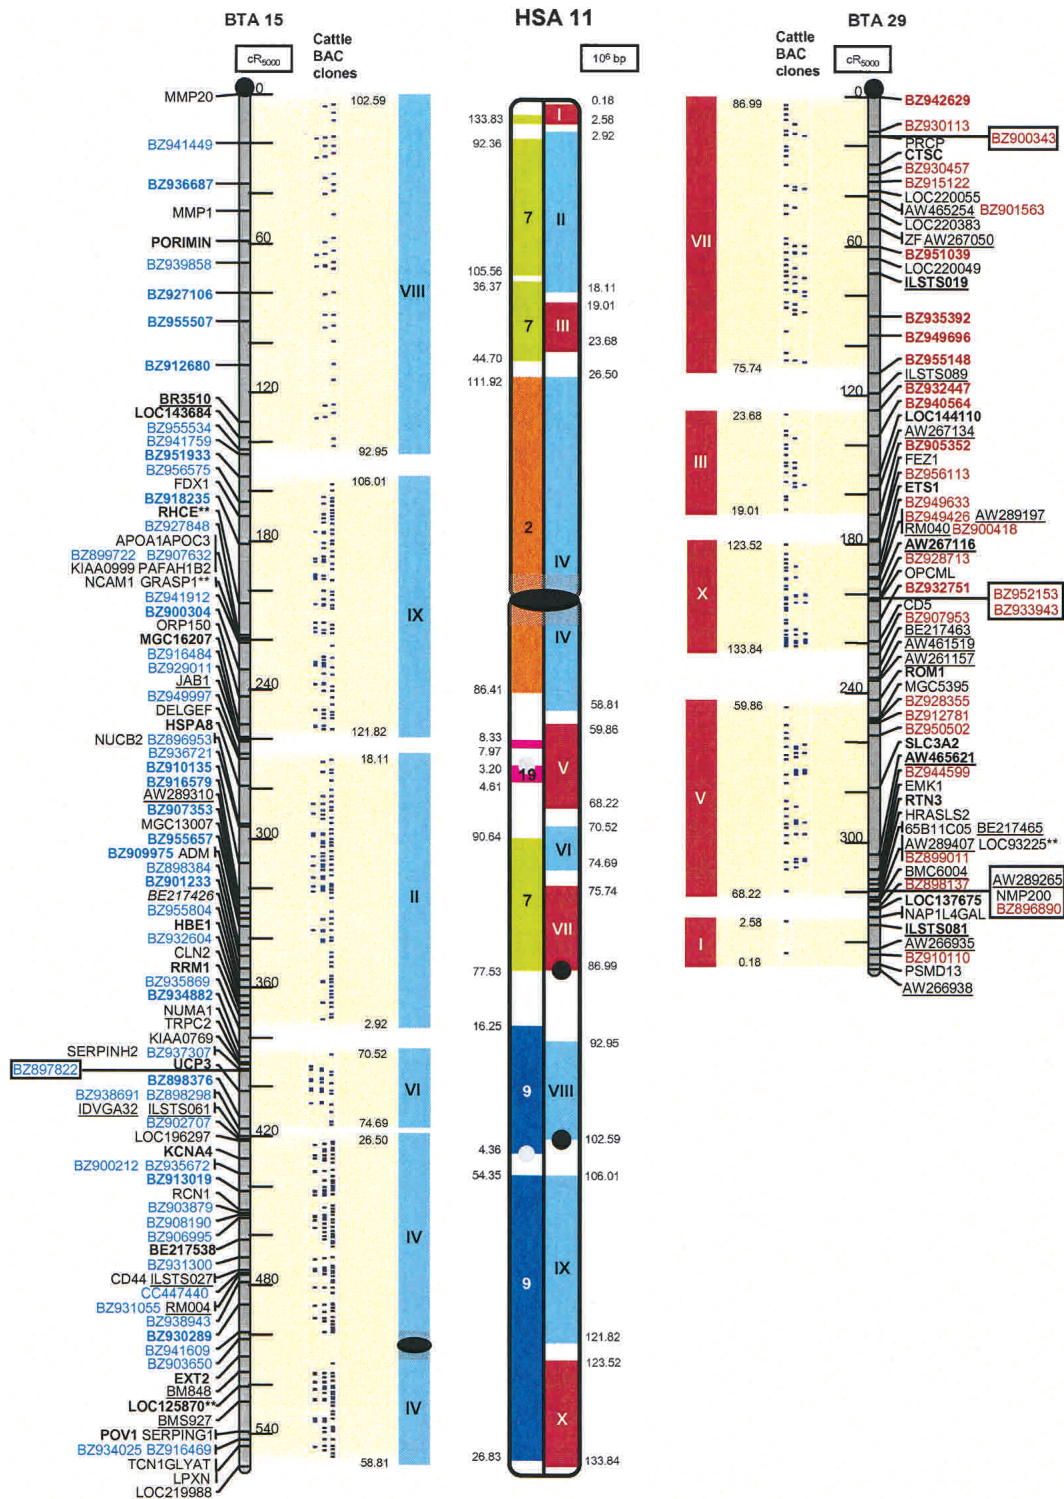 BTA 15
HSA 11
BTA 29
cR5000
Cattle
BAC
clones
10⁶ bp
Cattle
BAC
clones
cR5000
MMP20
BZ941449
BZ936687
MMP1
PORIMIN
BZ939858
BZ927106
BZ955507
BZ912680
BR3510
LOC143684
BZ955534
BZ941759
BZ951933
BZ956575
FDX1
BZ918235
RHCE**
BZ927848
APOA1APOC3
BZ899722 BZ907632
KIAA0999 PAFAH1B2
NCAM1 GRASP1**
BZ941912
BZ900304
ORP150
MGC16207
BZ916484
BZ929011
JAB1
BZ949997
DELGEF
HSPA8
NUCB2 BZ896953
BZ936721
BZ910135
BZ916579
AW289310
BZ907353
MGC13007
BZ955657
BZ909975 ADM
BZ898384
BZ901233
BE217426
BZ955804
HBE1
BZ932604
CLN2
RRM1
BZ935869
BZ934882
NUMA1
TRPC2
KIAA0769
SERPINH2 BZ937307
UCP3
BZ897822
BZ898376
BZ938691 BZ898298
IDVGA32 ILSTS061
BZ902707
LOC196297
KCNA4
BZ900212 BZ935672
BZ913019
RCN1
BZ903879
BZ908190
BZ906995
BE217538
BZ931300
CD44 ILSTS027
CC447440
BZ931055 RM004
BZ938943
BZ930289
BZ941609
BZ903650
EXT2
BM848
LOC125870**
BMS927
POV1 SERPING1
BZ934025 BZ916469
TCN1GLYAT
LPXN
LOC219988
0
60
120
180
240
300
360
420
480
540
102.59
VIII
92.95
106.01
IX
121.82
18.11
II
2.92
70.52
VI
74.69
26.50
IV
IV
58.81
133.83
92.36
7
105.56
36.37
7
44.70
111.92
2
86.41
8.33
7.97
3.20
19
4.61
90.64
7
77.53
16.25
9
4.36
54.35
9
26.83
I
II
III
IV
IV
V
VI
VII
VIII
IX
X
0.18
2.58
2.92
18.11
19.01
23.68
26.50
58.81
59.86
68.22
70.52
74.69
75.74
86.99
92.95
102.59
106.01
121.82
123.52
133.84
86.99
VII
75.74
23.68
III
19.01
123.52
X
133.84
59.86
V
68.22
2.58
I
0.18
0
60
120
180
240
300
BZ942629
BZ930113
BZ900343
PRCP
CTSC
BZ930457
BZ915122
LOC220055
AW465254 BZ901563
LOC220383
ZF AW267050
BZ951039
LOC220049
ILSTS019
BZ935392
BZ949696
BZ955148
ILSTS089
BZ932447
BZ940564
LOC144110
AW267134
BZ905352
FEZ1
BZ956113
ETS1
BZ949633
BZ949426 AW289197
RM040 BZ900418
AW267116
BZ928713
OPCML
BZ932751
BZ952153
BZ933943
CD5
BZ907953
BE217463
AW461519
AW261157
ROM1
MGC5395
BZ928355
BZ912781
BZ950502
SLC3A2
AW465621
BZ944599
EMK1
RTN3
HRASLS2
65B11C05 BE217465
AW289407 LOC93225**
BZ899011
BMC6004
BZ898137
AW289265
NMP200
BZ896890
LOC137675
NAP1L4GAL
ILSTS081
AW266935
BZ910110
PSMD13
AW266938